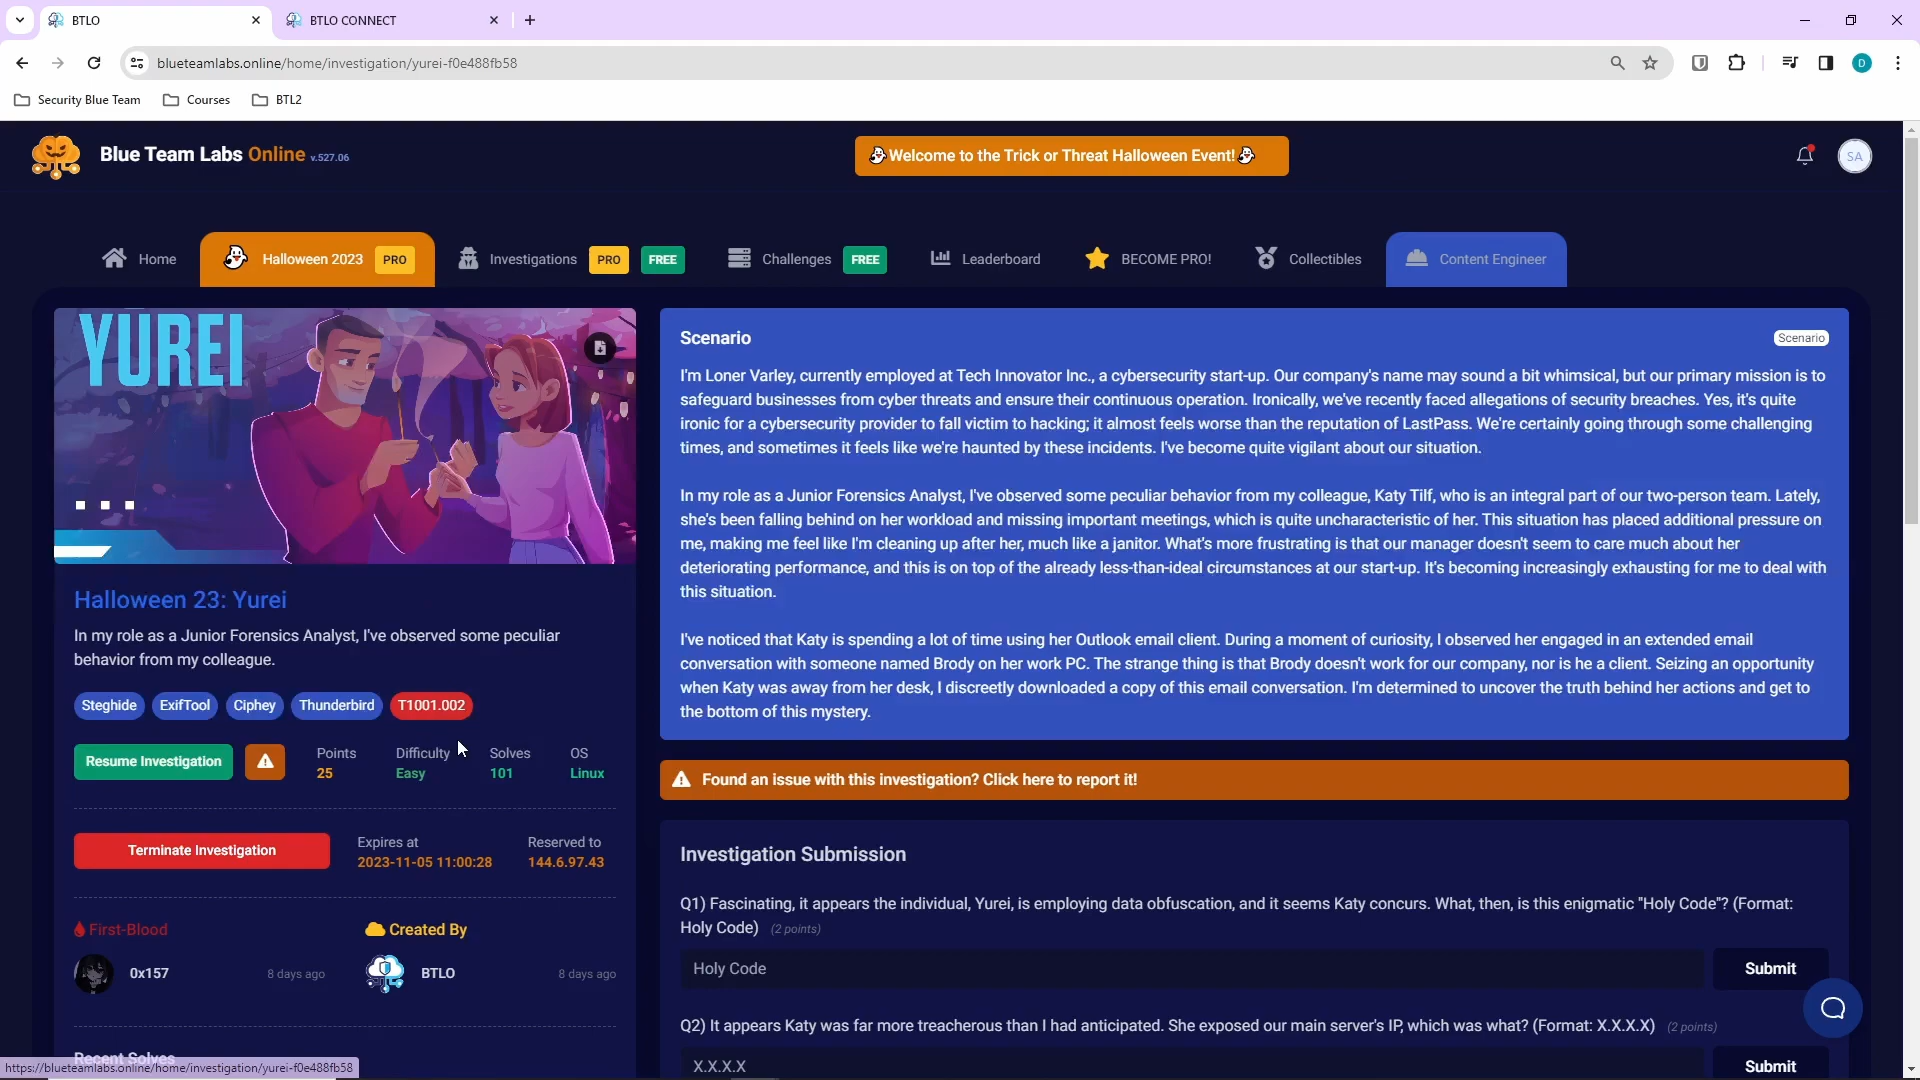 BTLO
BTLO CONNECT
blueteamlabs.online/home/investigation/yurei-f0e488fb58
D
Security Blue Team
Courses
BTL2
Blue Team Labs Online v.527.06
Welcome to the Trick or Threat Halloween Event!
SA
Home
Halloween 2023 PRO
Investigations PRO FREE
Challenges FREE
Leaderboard
BECOME PRO!
Collectibles
Content Engineer
YUREI
Halloween 23: Yurei
In my role as a Junior Forensics Analyst, I've observed some peculiar
behavior from my colleague.
Steghide ExifTool Ciphey Thunderbird T1001.002
Resume Investigation
Points
25
Difficulty
Easy
Solves
101
OS
Linux
Terminate Investigation
Expires at
2023-11-05 11:00:28
Reserved to
144.6.97.43
First-Blood
0x157 8 days ago
Created By
BTLO 8 days ago
Recent Solves
https://blueteamlabs.online/home/investigation/yurei-f0e488fb58
Scenario
Scenario
I'm Loner Varley, currently employed at Tech Innovator Inc., a cybersecurity start-up. Our company's name may sound a bit whimsical, but our primary mission is to
safeguard businesses from cyber threats and ensure their continuous operation. Ironically, we've recently faced allegations of security breaches. Yes, it's quite
ironic for a cybersecurity provider to fall victim to hacking; it almost feels worse than the reputation of LastPass. We're certainly going through some challenging
times, and sometimes it feels like we're haunted by these incidents. I've become quite vigilant about our situation.
In my role as a Junior Forensics Analyst, I've observed some peculiar behavior from my colleague, Katy Tilf, who is an integral part of our two-person team. Lately,
she's been falling behind on her workload and missing important meetings, which is quite uncharacteristic of her. This situation has placed additional pressure on
me, making me feel like I'm cleaning up after her, much like a janitor. What's more frustrating is that our manager doesn't seem to care much about her
deteriorating performance, and this is on top of the already less-than-ideal circumstances at our start-up. It's becoming increasingly exhausting for me to deal with
this situation.
I've noticed that Katy is spending a lot of time using her Outlook email client. During a moment of curiosity, I observed her engaged in an extended email
conversation with someone named Brody on her work PC. The strange thing is that Brody doesn't work for our company, nor is he a client. Seizing an opportunity
when Katy was away from her desk, I discreetly downloaded a copy of this email conversation. I'm determined to uncover the truth behind her actions and get to
the bottom of this mystery.
Found an issue with this investigation? Click here to report it!
Investigation Submission
Q1) Fascinating, it appears the individual, Yurei, is employing data obfuscation, and it seems Katy concurs. What, then, is this enigmatic "Holy Code"? (Format:
Holy Code) (2 points)
Holy Code
Submit
Q2) It appears Katy was far more treacherous than I had anticipated. She exposed our main server's IP, which was what? (Format: X.X.X.X) (2 points)
X.X.X.X
Submit